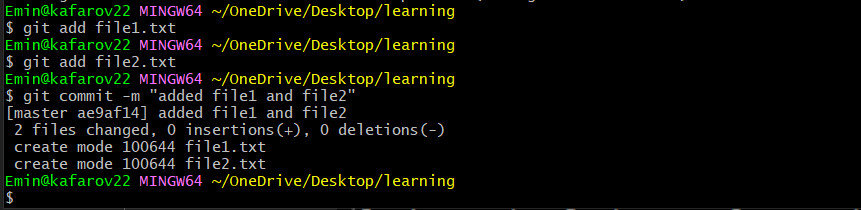 Emin@kafarov22 MINGW64 ~/OneDrive/Desktop/learning
$ git add file1.txt
Emin@kafarov22 MINGW64 ~/OneDrive/Desktop/learning
$ git add file2.txt
Emin@kafarov22 MINGW64 ~/OneDrive/Desktop/learning
$ git commit -m "added file1 and file2"
[master ae9af14] added file1 and file2
 2 files changed, 0 insertions(+), 0 deletions(-)
 create mode 100644 file1.txt
 create mode 100644 file2.txt
Emin@kafarov22 MINGW64 ~/OneDrive/Desktop/learning
$